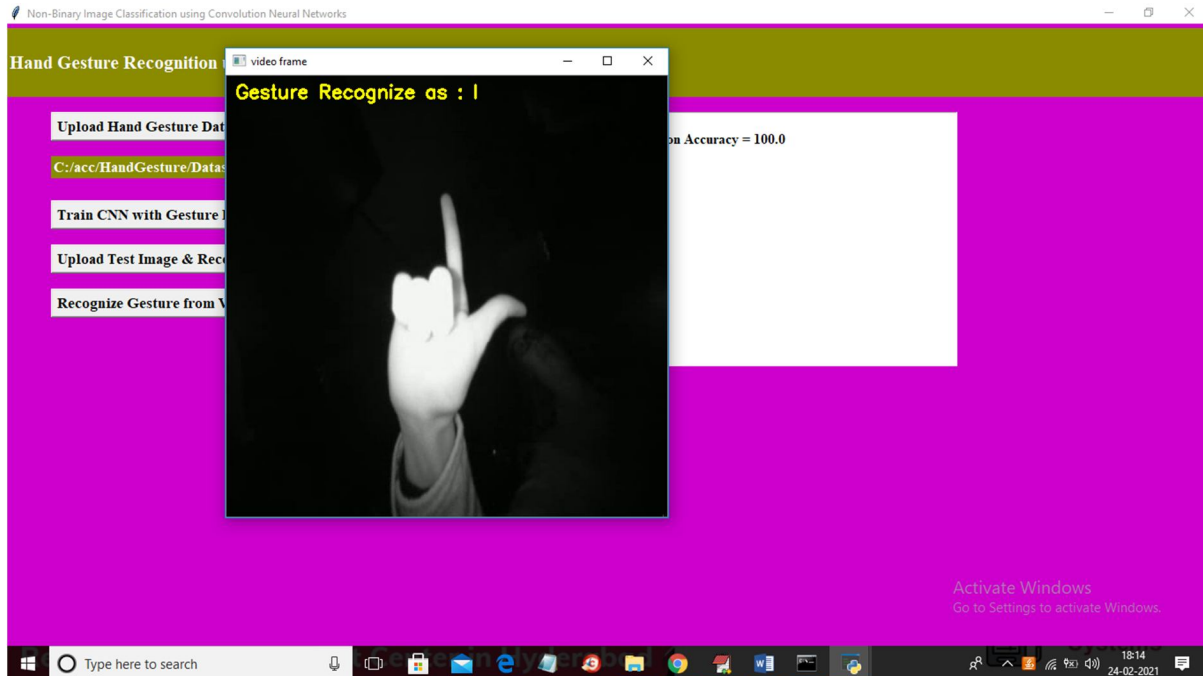 Non-Binary Image Classification using Convolution Neural Networks
Hand Gesture Recognition
video frame
Gesture Recognize as : l
Upload Hand Gesture Dat
on Accuracy = 100.0
C:/acc/HandGesture/Datas
Train CNN with Gesture
Upload Test Image & Reco
Recognize Gesture from V
Activate Windows
Go to Settings to activate Windows.
Type here to search
18:14
24-02-2021